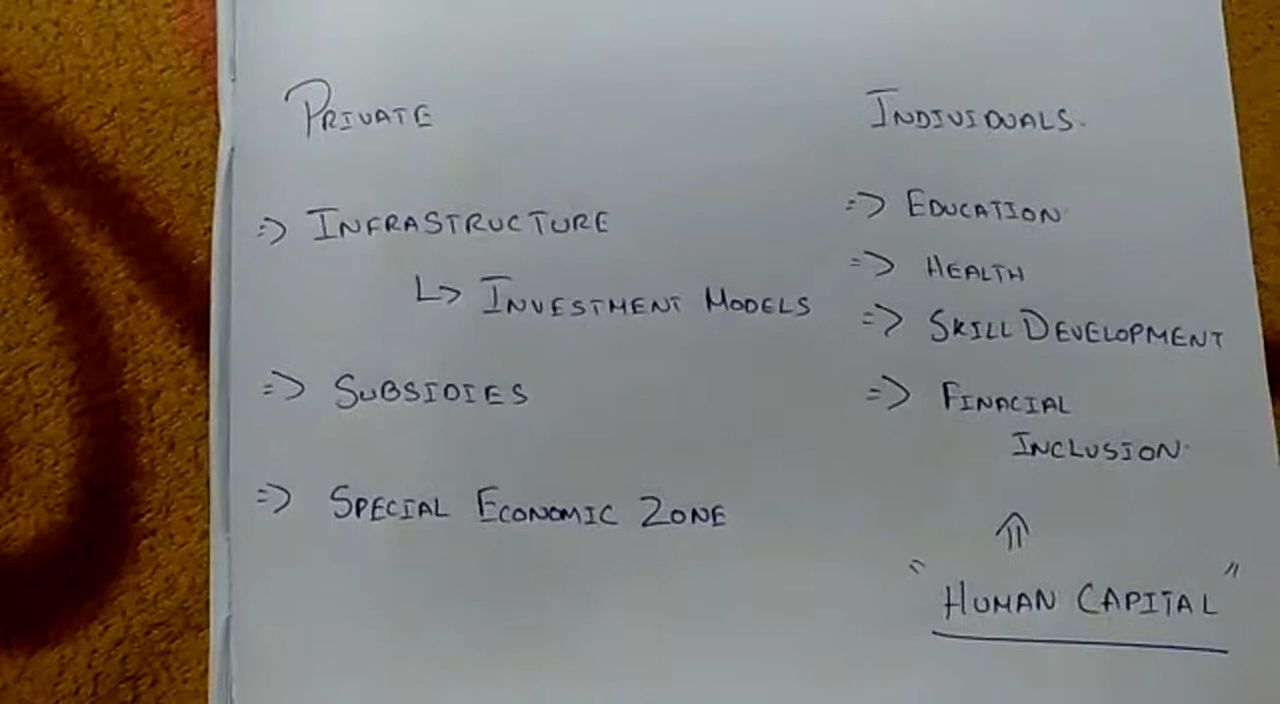 PRIVATE
=> INFRASTRUCTURE
↳ INVESTMENT MODELS
=> SUBSIDIES
=> SPECIAL ECONOMIC ZONE
INDIVIDUALS.
=> EDUCATION
=> HEALTH
=> SKILL DEVELOPMENT
=> FINACIAL
INCLUSION.
⇑
"HUMAN CAPITAL"